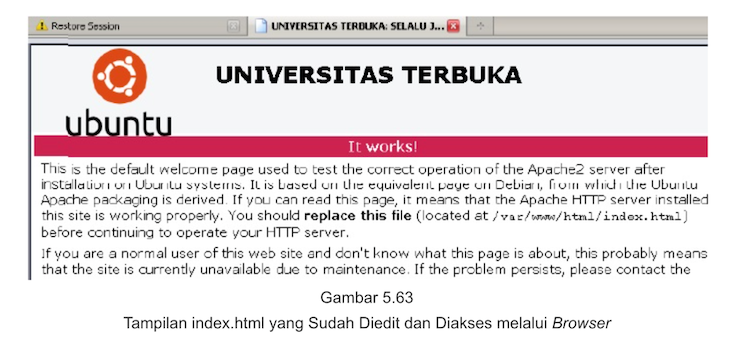 Restore Session
UNIVERSITAS TERBUKA: SELALU J...
UNIVERSITAS TERBUKA
ubuntu
It works!
This is the default welcome page used to test the correct operation of the Apache2 server after
installation on Ubuntu systems. It is based on the equivalent page on Debian, from which the Ubuntu
Apache packaging is derived. If you can read this page, it means that the Apache HTTP server installed
this site is working properly. You should replace this file (located at /var/www/html/index.html)
before continuing to operate your HTTP server.
If you are a normal user of this web site and don't know what this page is about, this probably means
that the site is currently unavailable due to maintenance. If the problem persists, please contact the
Gambar 5.63
Tampilan index.html yang Sudah Diedit dan Diakses melalui Browser